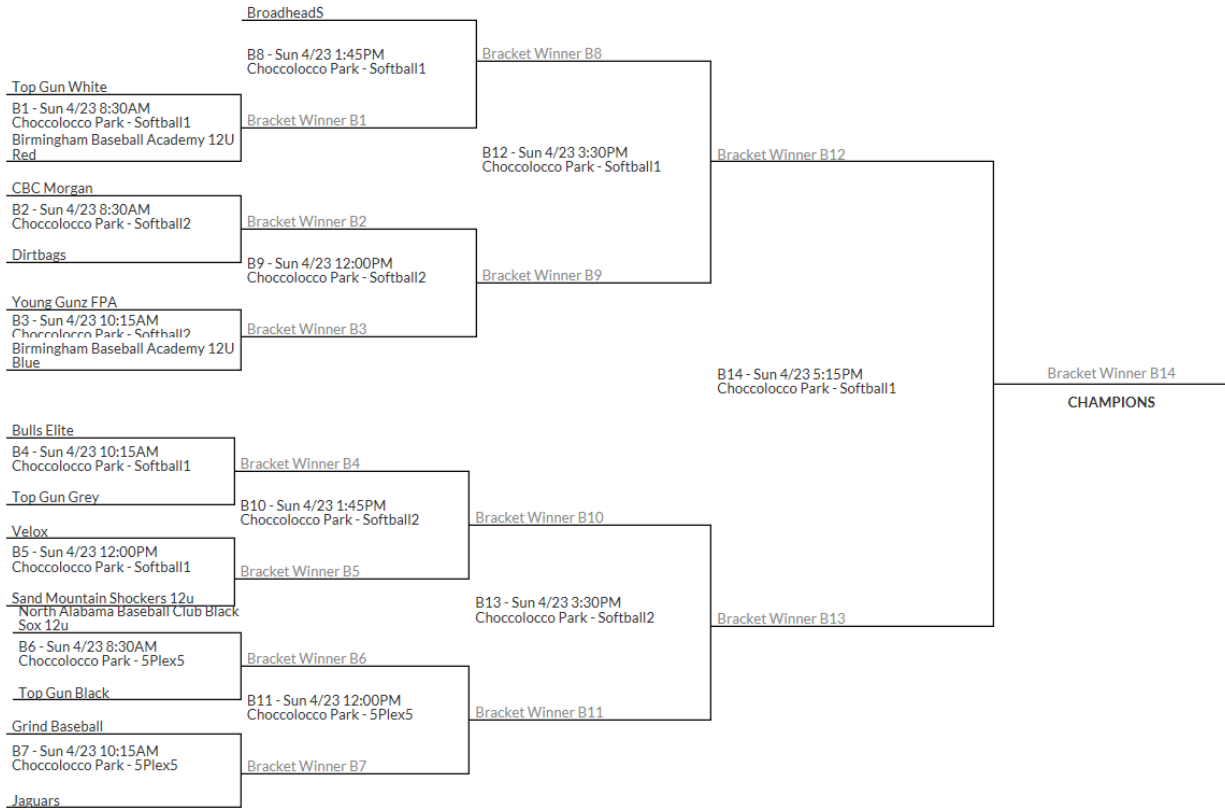 BroadheadS
B8 - Sun 4/23 1:45PM
Choccolocco Park - Softball1
Bracket Winner B8
Top Gun White
B1 - Sun 4/23 8:30AM
Choccolocco Park - Softball1
Birmingham Baseball Academy 12U
Red
Bracket Winner B1
B12 - Sun 4/23 3:30PM
Choccolocco Park - Softball1
Bracket Winner B12
CBC Morgan
B2 - Sun 4/23 8:30AM
Choccolocco Park - Softball2
Dirtbags
Bracket Winner B2
B9 - Sun 4/23 12:00PM
Choccolocco Park - Softball2
Bracket Winner B9
Young Gunz FPA
B3 - Sun 4/23 10:15AM
Choccolocco Park - Softball2
Birmingham Baseball Academy 12U
Blue
Bracket Winner B3
B14 - Sun 4/23 5:15PM
Choccolocco Park - Softball1
Bracket Winner B14
CHAMPIONS
Bulls Elite
B4 - Sun 4/23 10:15AM
Choccolocco Park - Softball1
Top Gun Grey
Bracket Winner B4
B10 - Sun 4/23 1:45PM
Choccolocco Park - Softball2
Bracket Winner B10
Velox
B5 - Sun 4/23 12:00PM
Choccolocco Park - Softball1
Sand Mountain Shockers 12u
Bracket Winner B5
B13 - Sun 4/23 3:30PM
Choccolocco Park - Softball2
Bracket Winner B13
North Alabama Baseball Club Black
Sox 12u
B6 - Sun 4/23 8:30AM
Choccolocco Park - 5Plex5
Top Gun Black
Bracket Winner B6
B11 - Sun 4/23 12:00PM
Choccolocco Park - 5Plex5
Bracket Winner B11
Grind Baseball
B7 - Sun 4/23 10:15AM
Choccolocco Park - 5Plex5
Jaguars
Bracket Winner B7